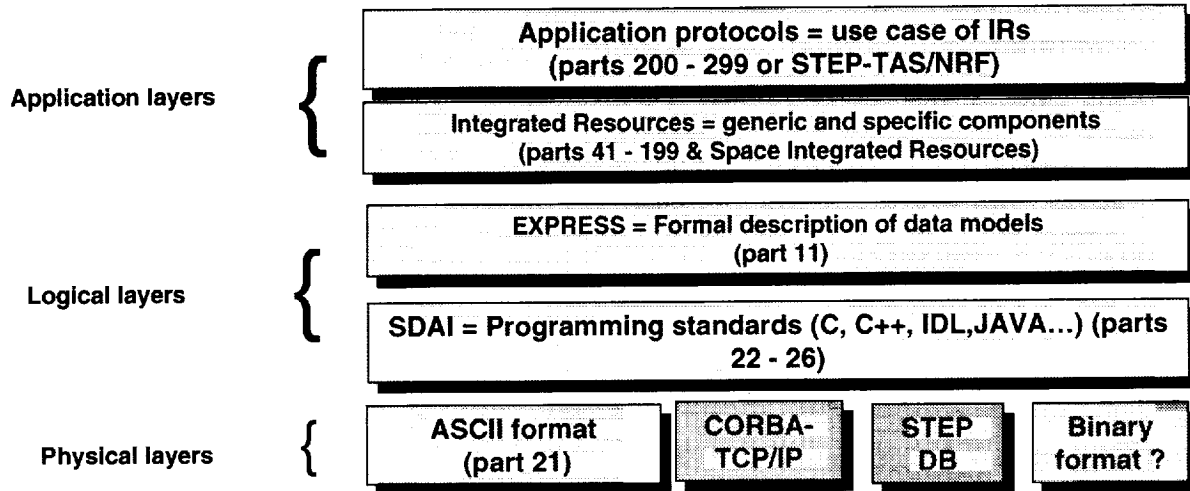 Application protocols = use case of IRs
(parts 200 - 299 or STEP-TAS/NRF)
Application layers
Integrated Resources = generic and specific components
(parts 41 - 199 & Space Integrated Resources)
EXPRESS = Formal description of data models
(part 11)
Logical layers
SDAI = Programming standards (C, C++, IDL,JAVA...) (parts
22 - 26)
Physical layers
ASCII format
(part 21)
CORBA-
TCP/IP
STEP
DB
Binary
format ?